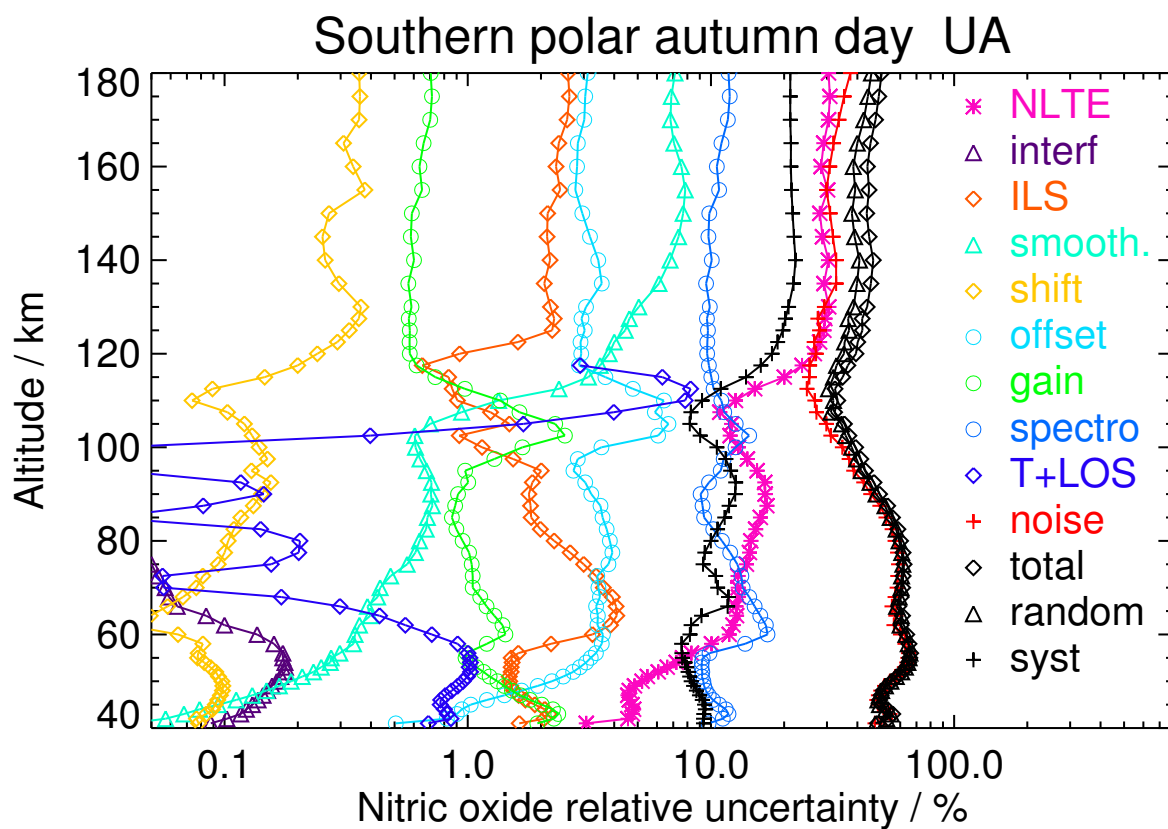 Southern polar autumn day  UA
180
160
140
120
100
80
60
40
Altitude / km
0.1
1.0
10.0
100.0
Nitric oxide relative uncertainty / %
NLTE
interf
ILS
smooth.
shift
offset
gain
spectro
T+LOS
noise
total
random
syst